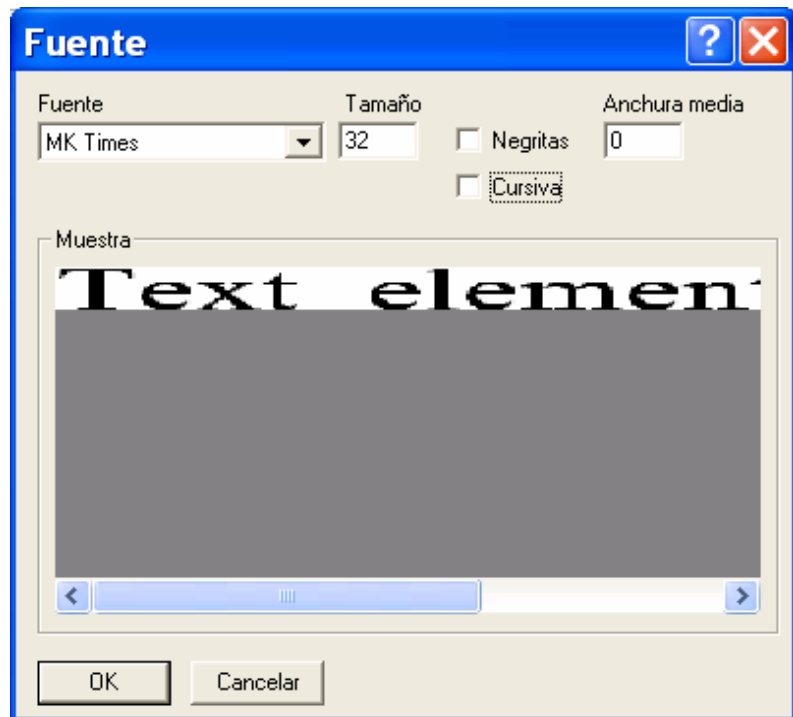 Fuente
Fuente Tamaño Anchura media
MK Times 32 Negritas 0
Cursiva
Muestra
Text element
OK Cancelar